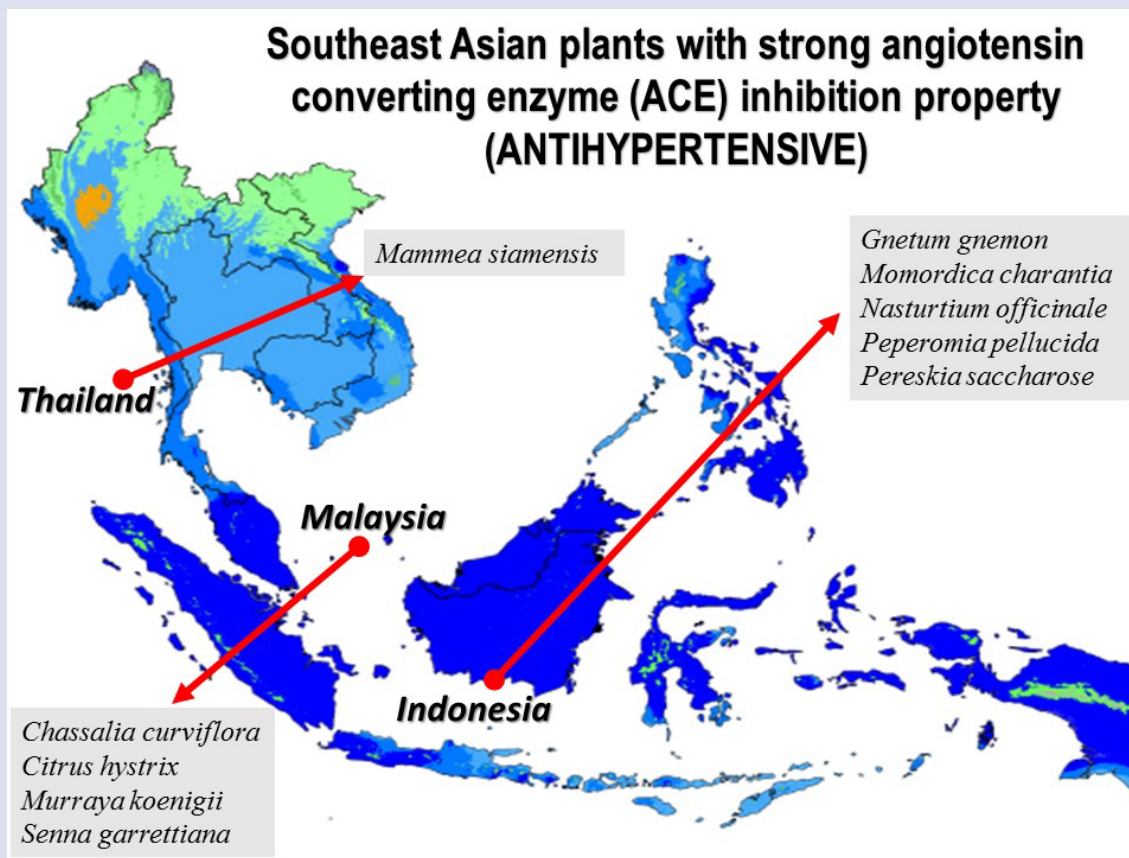 Southeast Asian plants with strong angiotensin
converting enzyme (ACE) inhibition property
(ANTIHYPERTENSIVE)
Mammea siamensis
Gnetum gnemon
Momordica charantia
Nasturtium officinale
Peperomia pellucida
Pereskia saccharose
Thailand
Malaysia
Indonesia
Chassalia curviflora
Citrus hystrix
Murraya koenigii
Senna garrettiana